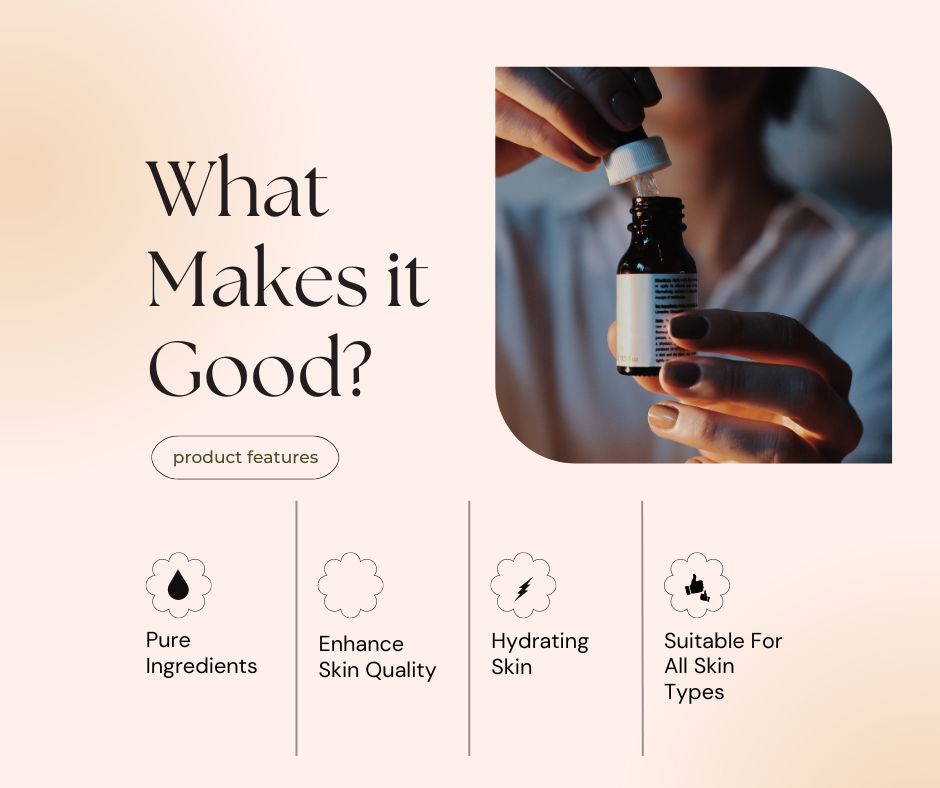 What
Makes it
Good?
product features
Pure
Ingredients
Enhance
Skin Quality
Hydrating
Skin
Suitable For
All Skin
Types